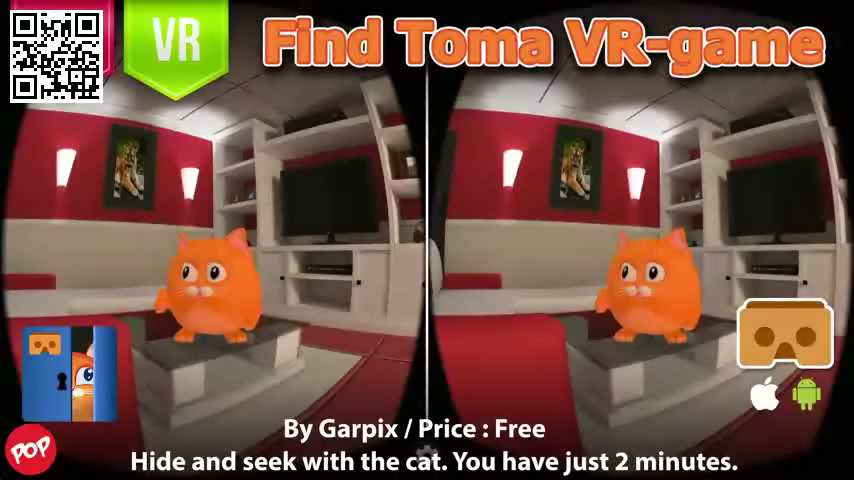 VR
Find Toma VR-game
By Garpix / Price : Free
POP
Hide and seek with the cat. You have just 2 minutes.